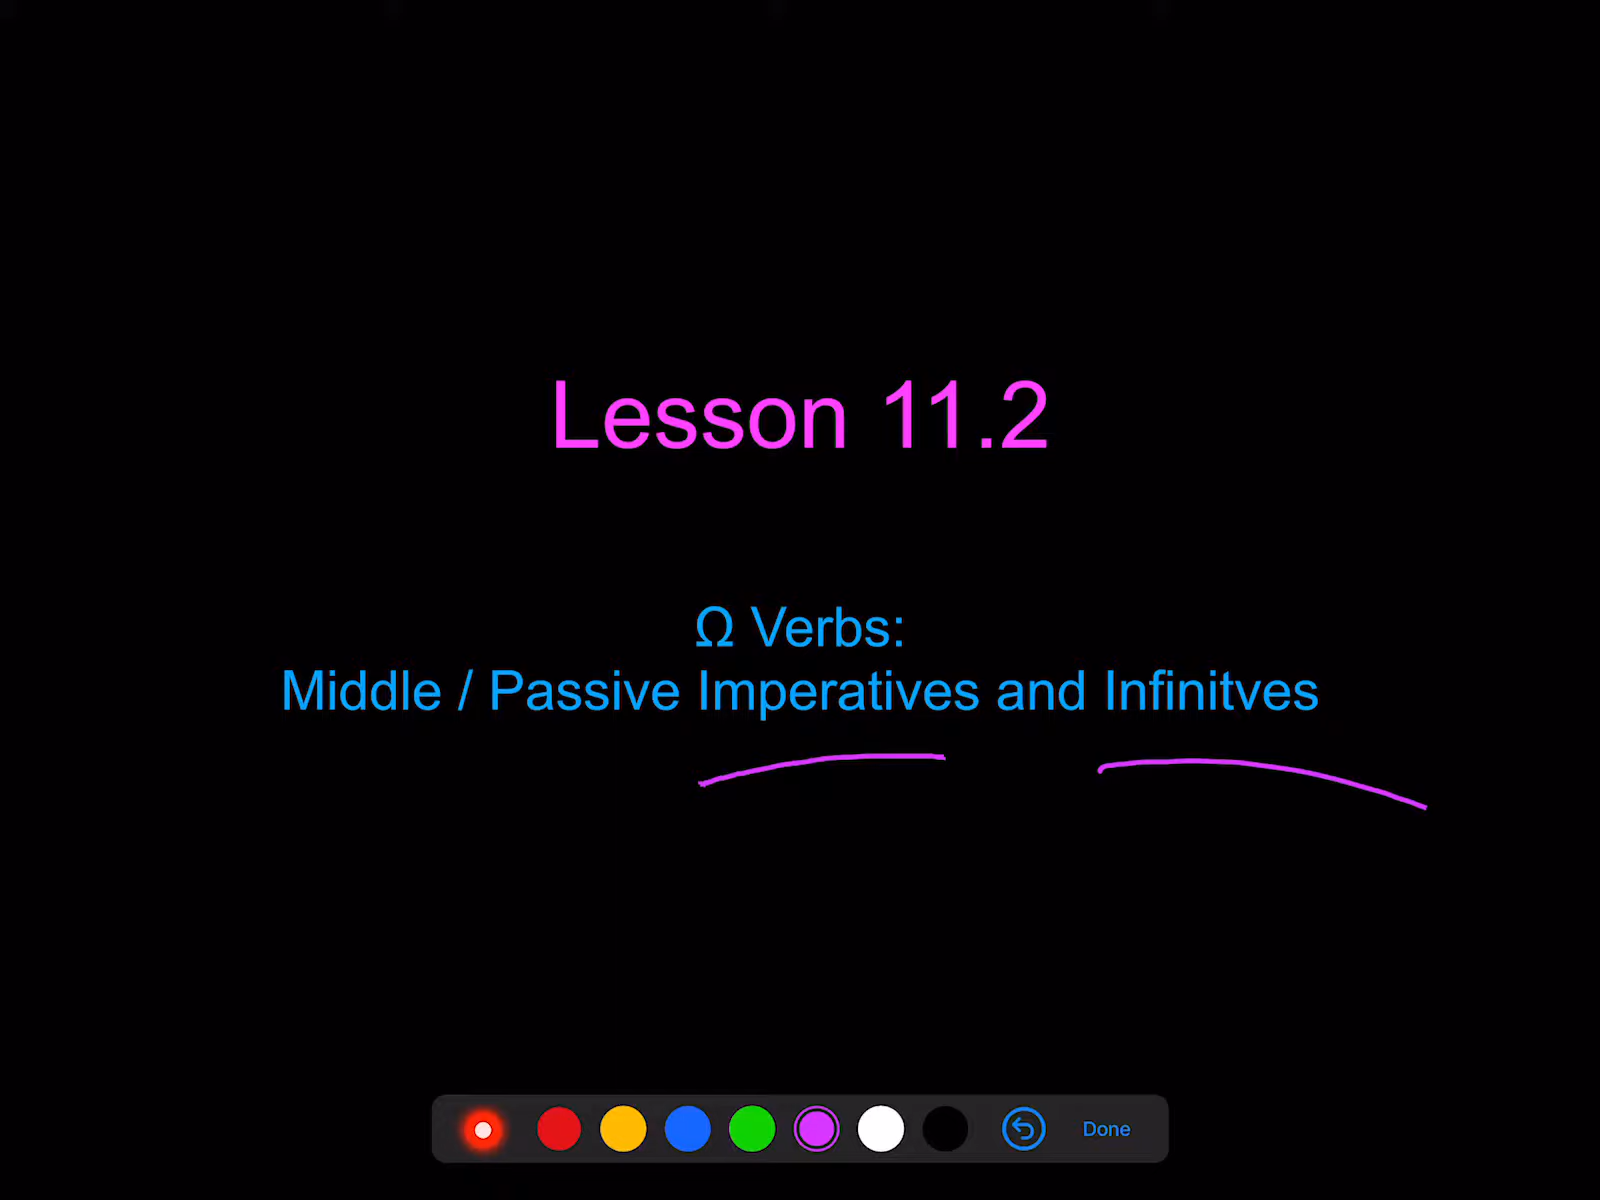 Lesson 11.2
Ω Verbs:
Middle / Passive Imperatives and Infinitves
Done